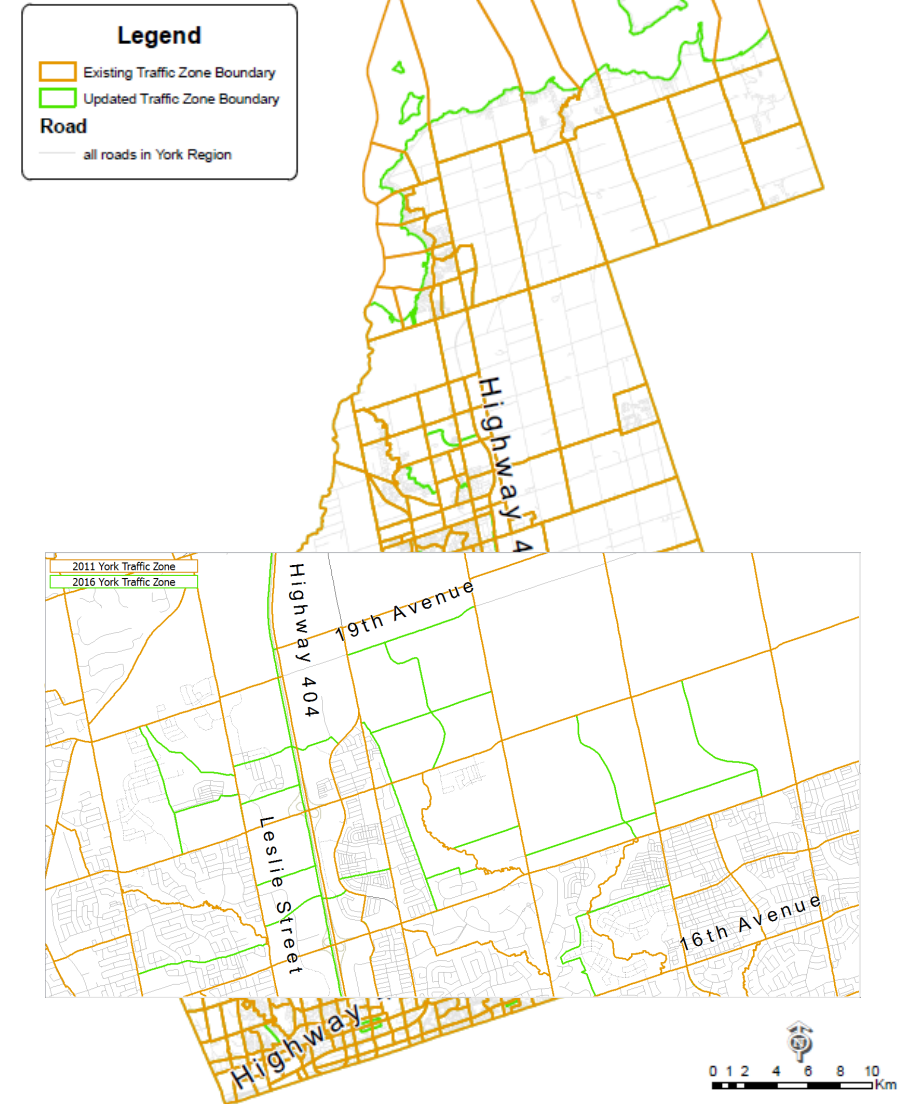 Legend
Existing Traffic Zone Boundary
Updated Traffic Zone Boundary
Road
all roads in York Region
Highway 4
2011 York Traffic Zone
2016 York Traffic Zone
Highway 404
19th Avenue
Leslie Street
16th Avenue
Highway
N
0 1 2 4 6 8 10
Km